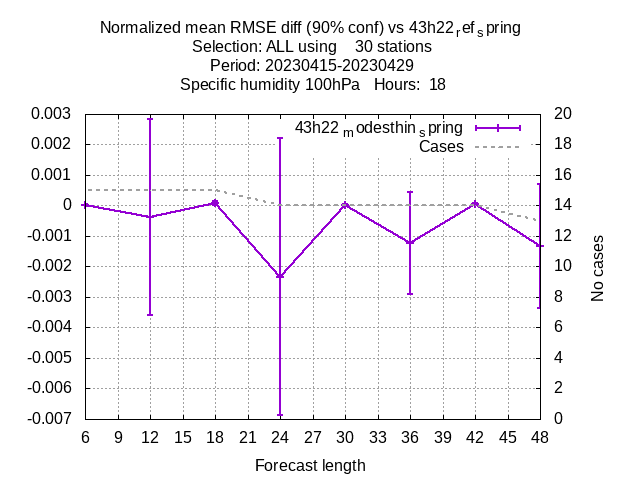 Normalized mean RMSE diff (90% conf) vs 43h22_ref_spring
Selection: ALL using 30 stations
Period: 20230415-20230429
Specific humidity 100hPa Hours: 18
43h22_modesthin_spring
Cases
0.003
0.002
0.001
0
-0.001
-0.002
-0.003
-0.004
-0.005
-0.006
-0.007
20
18
16
14
12
10
8
6
4
2
0
No cases
6 9 12 15 18 21 24 27 30 33 36 39 42 45 48
Forecast length